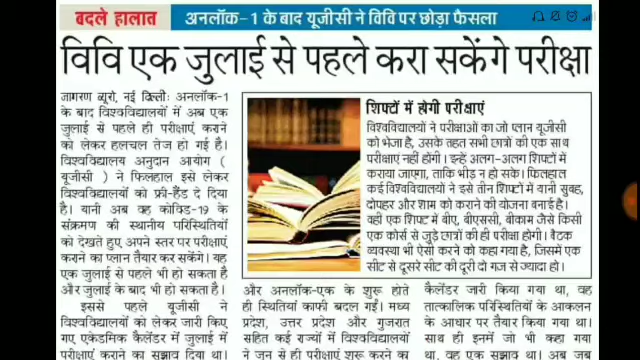 बदले हालात
अनलॉक-1 के बाद यूजीसी ने विवि पर छोड़ा फैसला
विवि एक जुलाई से पहले करा सकेंगे परीक्षा
जागरण ब्यूरो, नई दिल्ली: अनलॉक-1
के बाद विश्वविद्यालयों में अब एक
जुलाई से पहले ही परीक्षाएं कराने
को लेकर हलचल तेज हो गई है।
विश्वविद्यालय अनुदान आयोग
(यूजीसी) ने फिलहाल इसे लेकर
विश्वविद्यालयों को फ्री-हैंड दे दिया
है। यानी अब वह कोविड-19 के
संक्रमण की स्थानीय परिस्थितियों
को देखते हुए अपने स्तर पर परीक्षाएं
कराने का प्लान तैयार कर सकेंगे। यह
एक जुलाई से पहले भी हो सकता है
और जुलाई के बाद भी हो सकता है।
इससे पहले यूजीसी ने
विश्वविद्यालयों को लेकर जारी किए
गए एकेडमिक कैलेंडर में जुलाई में
परीक्षाएं कराने का सुझाव दिया था।
शिफ्टों में होगी परीक्षाएं
विश्वविद्यालयों ने परीक्षाओं का जो प्लान यूजीसी
को भेजा है, उसके तहत सभी छात्रों की एक साथ
परीक्षाएं नहीं होंगी। इन्हें अलग-अलग शिफ्टों में
कराया जाएगा, ताकि भीड़ न हो सके। फिलहाल
कई विश्वविद्यालयों ने इसे तीन शिफ्टों में यानी सुबह,
दोपहर और शाम को कराने की योजना बनाई है।
वहीं एक शिफ्ट में बीए, बीएससी, बीकाम जैसे किसी
एक कोर्स से जुड़े छात्रों की ही परीक्षा होगी। बैठक
व्यवस्था भी ऐसी करने को कहा गया है, जिसमें एक
सीट से दूसरे सीट की दूरी दो गज से ज्यादा हो।
और अनलॉक-एक के शुरू होते
ही स्थितियां काफी बदल गईं। मध्य
प्रदेश, उत्तर प्रदेश और गुजरात
सहित कई राज्यों में विश्वविद्यालयों
ने जून से ही परीक्षाएं शुरू करने का
कैलेंडर जारी किया गया था, वह
तात्कालिक परिस्थितियों के आकलन
के आधार पर तैयार किया गया था।
साथ ही इनमें जो भी कहा गया
था, वह एक सुझाव था। अब जब